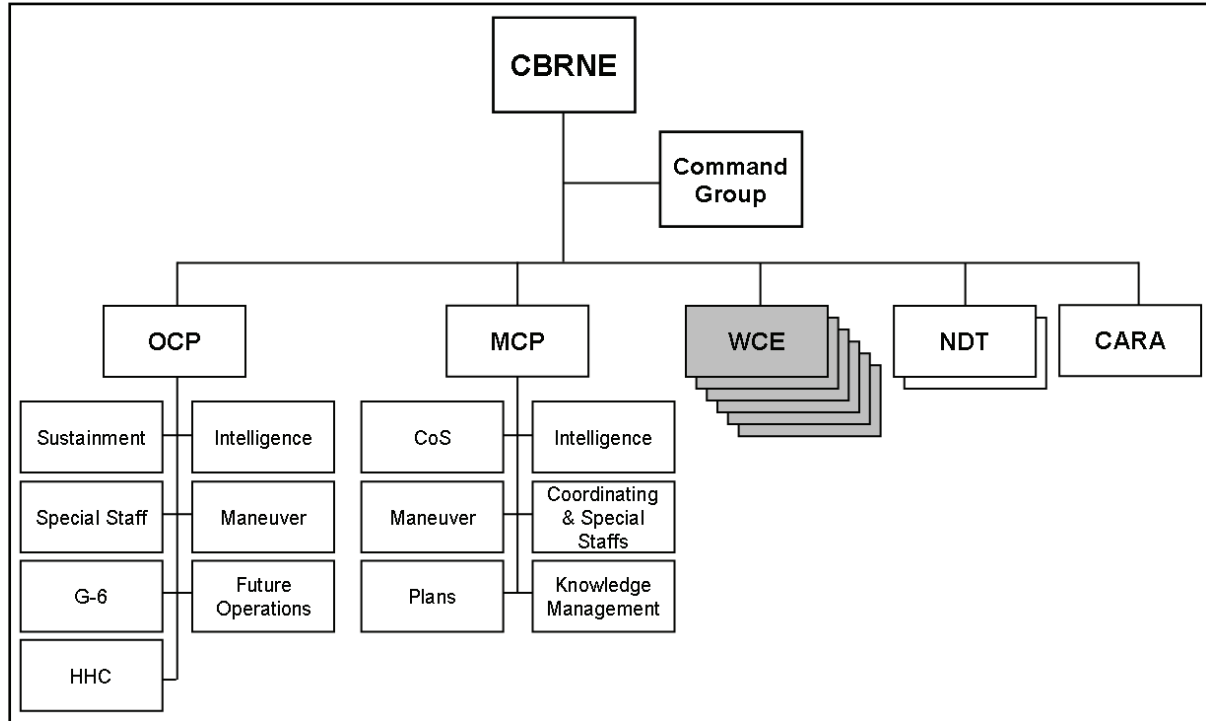 CBRNE
Command
Group
OCP
MCP
WCE
NDT
CARA
Sustainment
Intelligence
CoS
Intelligence
Special Staff
Maneuver
Maneuver
Coordinating
& Special
Staffs
G-6
Future
Operations
Plans
Knowledge
Management
HHC